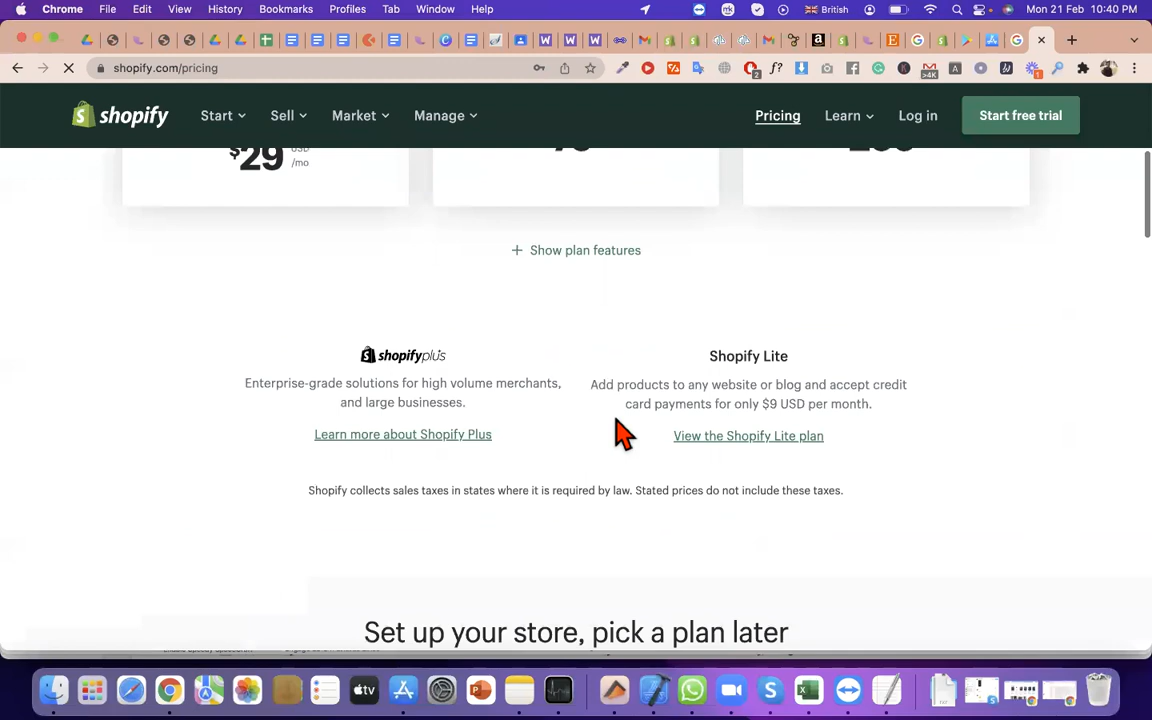 Chrome File Edit View History Bookmarks Profiles Tab Window Help British Mon 21 Feb 10:40 PM
shopify.com/pricing
shopify Start Sell Market Manage Pricing Learn Log in Start free trial
$29 USD /mo
+ Show plan features
shopifyplus
Enterprise-grade solutions for high volume merchants,
and large businesses.
Learn more about Shopify Plus
Shopify Lite
Add products to any website or blog and accept credit
card payments for only $9 USD per month.
View the Shopify Lite plan
Shopify collects sales taxes in states where it is required by law. Stated prices do not include these taxes.
Set up your store, pick a plan later